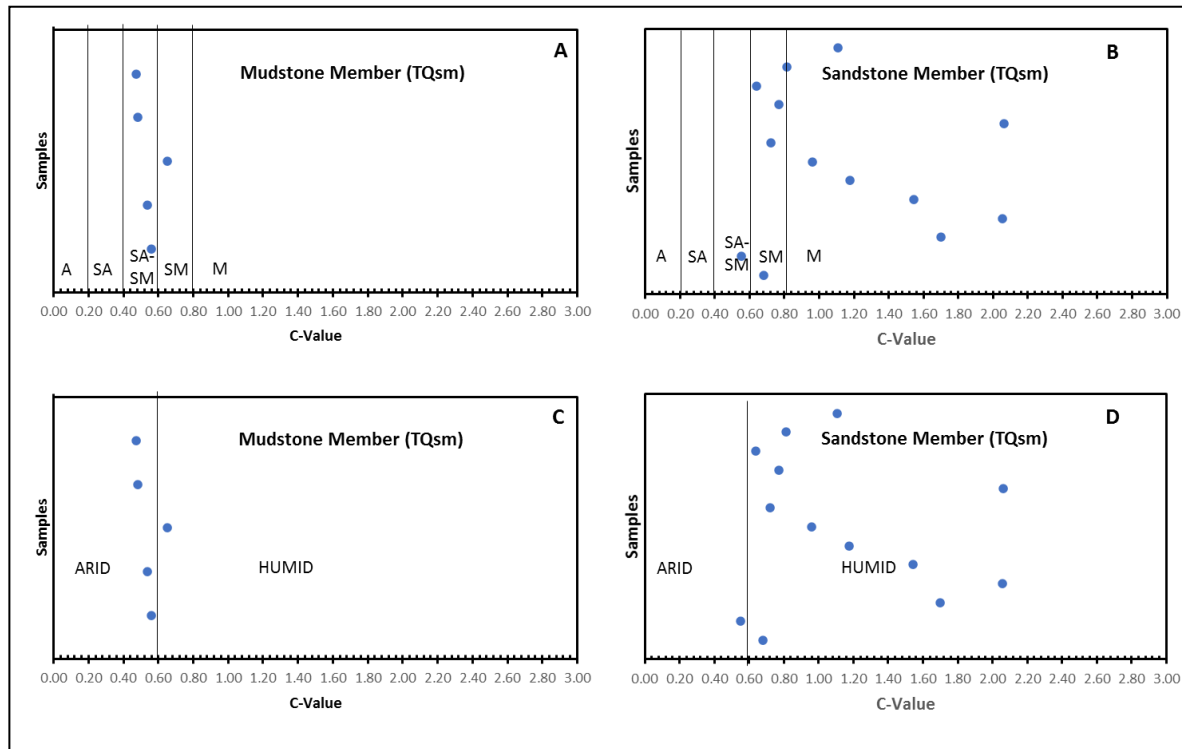 A
Mudstone Member (TQsm)
Samples
A SA SA-
SM SM M
0.00 0.20 0.40 0.60 0.80 1.00 1.20 1.40 1.60 1.80 2.00 2.20 2.40 2.60 2.80 3.00
C-Value
B
Sandstone Member (TQsm)
Samples
A SA SA-
SM SM M
0.00 0.20 0.40 0.60 0.80 1.00 1.20 1.40 1.60 1.80 2.00 2.20 2.40 2.60 2.80 3.00
C-Value
C
Mudstone Member (TQsm)
Samples
ARID HUMID
0.00 0.20 0.40 0.60 0.80 1.00 1.20 1.40 1.60 1.80 2.00 2.20 2.40 2.60 2.80 3.00
C-Value
D
Sandstone Member (TQsm)
Samples
ARID HUMID
0.00 0.20 0.40 0.60 0.80 1.00 1.20 1.40 1.60 1.80 2.00 2.20 2.40 2.60 2.80 3.00
C-Value